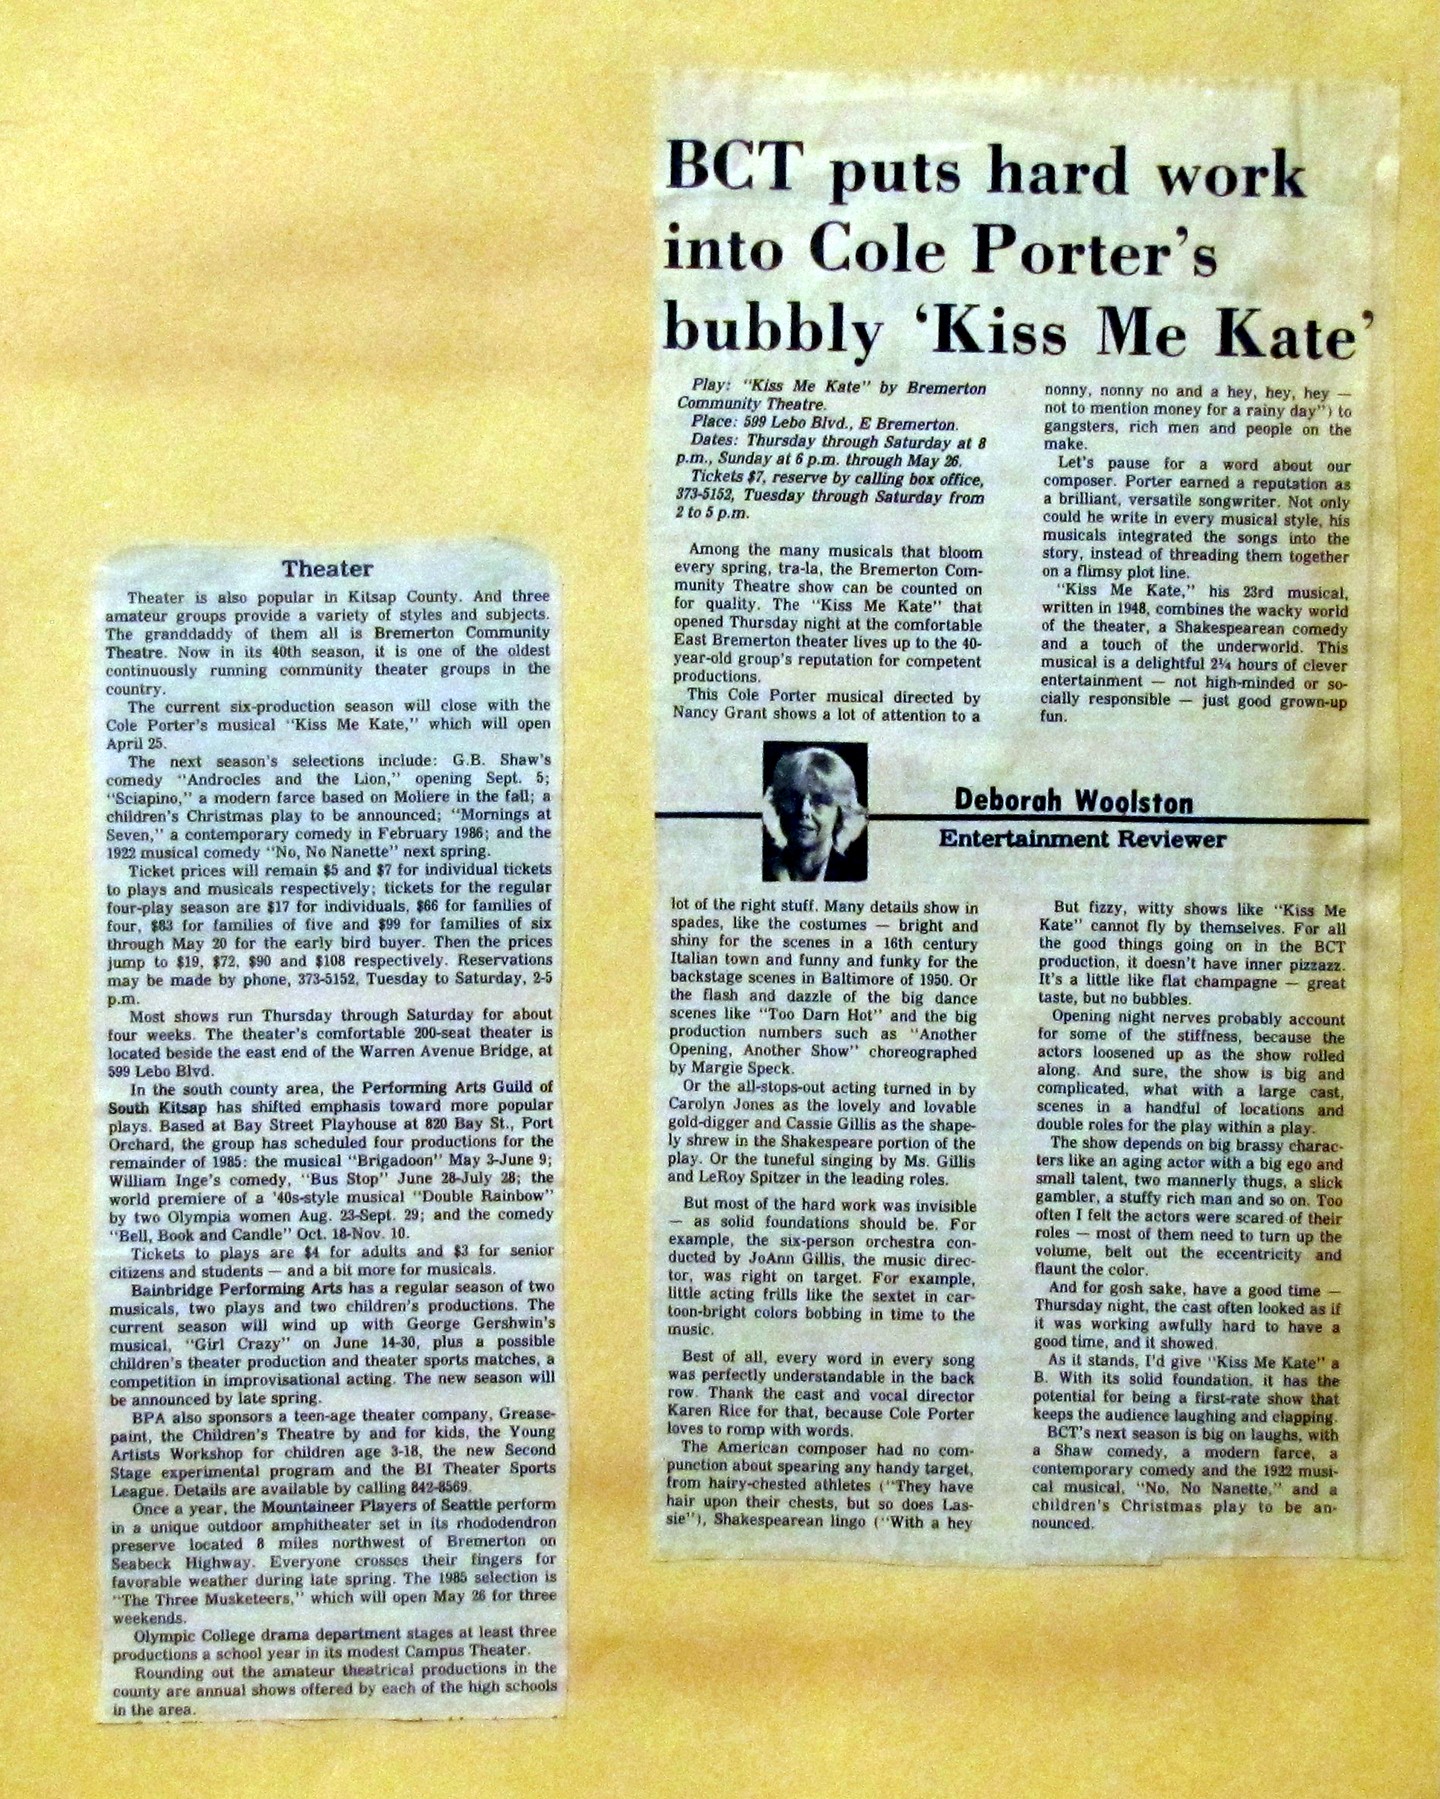 Theater
Theater is also popular in Kitsap County. And three
amateur groups provide a variety of styles and subjects.
The granddaddy of them all is Bremerton Community
Theatre. Now in its 40th season, it is one of the oldest
continuously running community theater groups in the
country.
The current six-production season will close with the
Cole Porter's musical "Kiss Me Kate," which will open
April 25.
The next season's selections include: G.B. Shaw's
comedy "Androcles and the Lion," opening Sept. 5;
"Sciapino," a modern farce based on Moliere in the fall; a
children's Christmas play to be announced; "Mornings at
Seven," a contemporary comedy in February 1986; and the
1922 musical comedy "No, No Nanette" next spring.
Ticket prices will remain $5 and $7 for individual tickets
to plays and musicals respectively; tickets for the regular
four-play season are $17 for individuals, $66 for families of
four, $83 for families of five and $99 for families of six
through May 20 for the early bird buyer. Then the prices
jump to $19, $72, $90 and $108 respectively. Reservations
may be made by phone, 373-5152, Tuesday to Saturday, 2-5
p.m.
Most shows run Thursday through Saturday for about
four weeks. The theater's comfortable 200-seat theater is
located beside the east end of the Warren Avenue Bridge, at
599 Lebo Blvd.
In the south county area, the Performing Arts Guild of
South Kitsap has shifted emphasis toward more popular
plays. Based at Bay Street Playhouse at 820 Bay St., Port
Orchard, the group has scheduled four productions for the
remainder of 1985: the musical "Brigadoon" May 3-June 9;
William Inge's comedy, "Bus Stop" June 28-July 28; the
world premiere of a '40s-style musical "Double Rainbow"
by two Olympia women Aug. 23-Sept. 29; and the comedy
"Bell, Book and Candle" Oct. 18-Nov. 10.
Tickets to plays are $4 for adults and $3 for senior
citizens and students — and a bit more for musicals.
Bainbridge Performing Arts has a regular season of two
musicals, two plays and two children's productions. The
current season will wind up with George Gershwin's
musical, "Girl Crazy" on June 14-30, plus a possible
children's theater production and theater sports matches, a
competition in improvisational acting. The new season will
be announced by late spring.
BPA also sponsors a teen-age theater company, Grease-
paint, the Children's Theatre by and for kids, the Young
Artists Workshop for children age 3-18, the new Second
Stage experimental program and the BI Theater Sports
League. Details are available by calling 842-8569.
Once a year, the Mountaineer Players of Seattle perform
in a unique outdoor amphitheater set in its rhododendron
preserve located 8 miles northwest of Bremerton on
Seabeck Highway. Everyone crosses their fingers for
favorable weather during late spring. The 1985 selection is
"The Three Musketeers," which will open May 26 for three
weekends.
Olympic College drama department stages at least three
productions a school year in its modest Campus Theater.
Rounding out the amateur theatrical productions in the
county are annual shows offered by each of the high schools
in the area.
BCT puts hard work
into Cole Porter's
bubbly 'Kiss Me Kate'
Play: "Kiss Me Kate" by Bremerton
Community Theatre.
Place: 599 Lebo Blvd., E Bremerton.
Dates: Thursday through Saturday at 8
p.m., Sunday at 6 p.m. through May 26.
Tickets $7, reserve by calling box office,
373-5152, Tuesday through Saturday from
2 to 5 p.m.
Among the many musicals that bloom
every spring, tra-la, the Bremerton Com-
munity Theatre show can be counted on
for quality. The "Kiss Me Kate" that
opened Thursday night at the comfortable
East Bremerton theater lives up to the 40-
year-old group's reputation for competent
productions.
This Cole Porter musical directed by
Nancy Grant shows a lot of attention to a
lot of the right stuff. Many details show in
spades, like the costumes — bright and
shiny for the scenes in a 16th century
Italian town and funny and funky for the
backstage scenes in Baltimore of 1950. Or
the flash and dazzle of the big dance
scenes like "Too Darn Hot" and the big
production numbers such as "Another
Opening, Another Show" choreographed
by Margie Speck.
Or the all-stops-out acting turned in by
Carolyn Jones as the lovely and lovable
gold-digger and Cassie Gillis as the shape-
ly shrew in the Shakespeare portion of the
play. Or the tuneful singing by Ms. Gillis
and LeRoy Spitzer in the leading roles.
But most of the hard work was invisible
— as solid foundations should be. For
example, the six-person orchestra con-
ducted by JoAnn Gillis, the music direc-
tor, was right on target. For example,
little acting frills like the sextet in car-
toon-bright colors bobbing in time to the
music.
Best of all, every word in every song
was perfectly understandable in the back
row. Thank the cast and vocal director
Karen Rice for that, because Cole Porter
loves to romp with words.
The American composer had no com-
punction about spearing any handy target,
from hairy-chested athletes ("They have
hair upon their chests, but so does Las-
sie"), Shakespearean lingo ("With a hey
nonny, nonny no and a hey, hey, hey —
not to mention money for a rainy day") to
gangsters, rich men and people on the
make.
Let's pause for a word about our
composer. Porter earned a reputation as
a brilliant, versatile songwriter. Not only
could he write in every musical style, his
musicals integrated the songs into the
story, instead of threading them together
on a flimsy plot line.
"Kiss Me Kate," his 23rd musical,
written in 1948, combines the wacky world
of the theater, a Shakespearean comedy
and a touch of the underworld. This
musical is a delightful 2¼ hours of clever
entertainment — not high-minded or so-
cially responsible — just good grown-up
fun.
Deborah Woolston
Entertainment Reviewer
But fizzy, witty shows like "Kiss Me
Kate" cannot fly by themselves. For all
the good things going on in the BCT
production, it doesn't have inner pizzazz.
It's a little like flat champagne — great
taste, but no bubbles.
Opening night nerves probably account
for some of the stiffness, because the
actors loosened up as the show rolled
along. And sure, the show is big and
complicated, what with a large cast,
scenes in a handful of locations and
double roles for the play within a play.
The show depends on big brassy charac-
ters like an aging actor with a big ego and
small talent, two mannerly thugs, a slick
gambler, a stuffy rich man and so on. Too
often I felt the actors were scared of their
roles — most of them need to turn up the
volume, belt out the eccentricity and
flaunt the color.
And for gosh sake, have a good time —
Thursday night, the cast often looked as if
it was working awfully hard to have a
good time, and it showed.
As it stands, I'd give "Kiss Me Kate" a
B. With its solid foundation, it has the
potential for being a first-rate show that
keeps the audience laughing and clapping.
BCT's next season is big on laughs, with
a Shaw comedy, a modern farce, a
contemporary comedy and the 1922 musi-
cal musical, "No, No Nanette," and a
children's Christmas play to be an-
nounced.